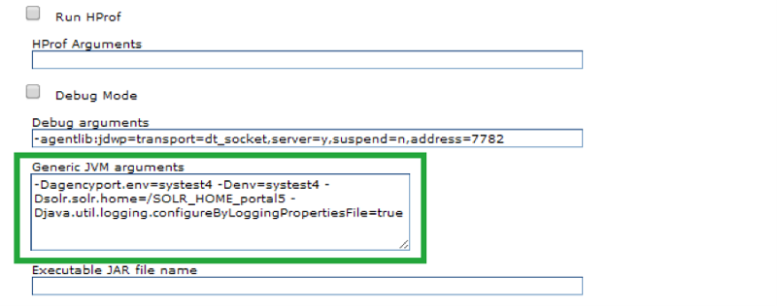 Run HProf
HProf Arguments
Debug Mode
Debug arguments
-agentlib:jdwp=transport=dt_socket,server=y,suspend=n,address=7782
Generic JVM arguments
-Dagencyport.env=systest4 -Denv=systest4 -
Dsolr.solr.home=/SOLR_HOME_portal5 -
Djava.util.logging.configureByLoggingPropertiesFile=true
Executable JAR file name